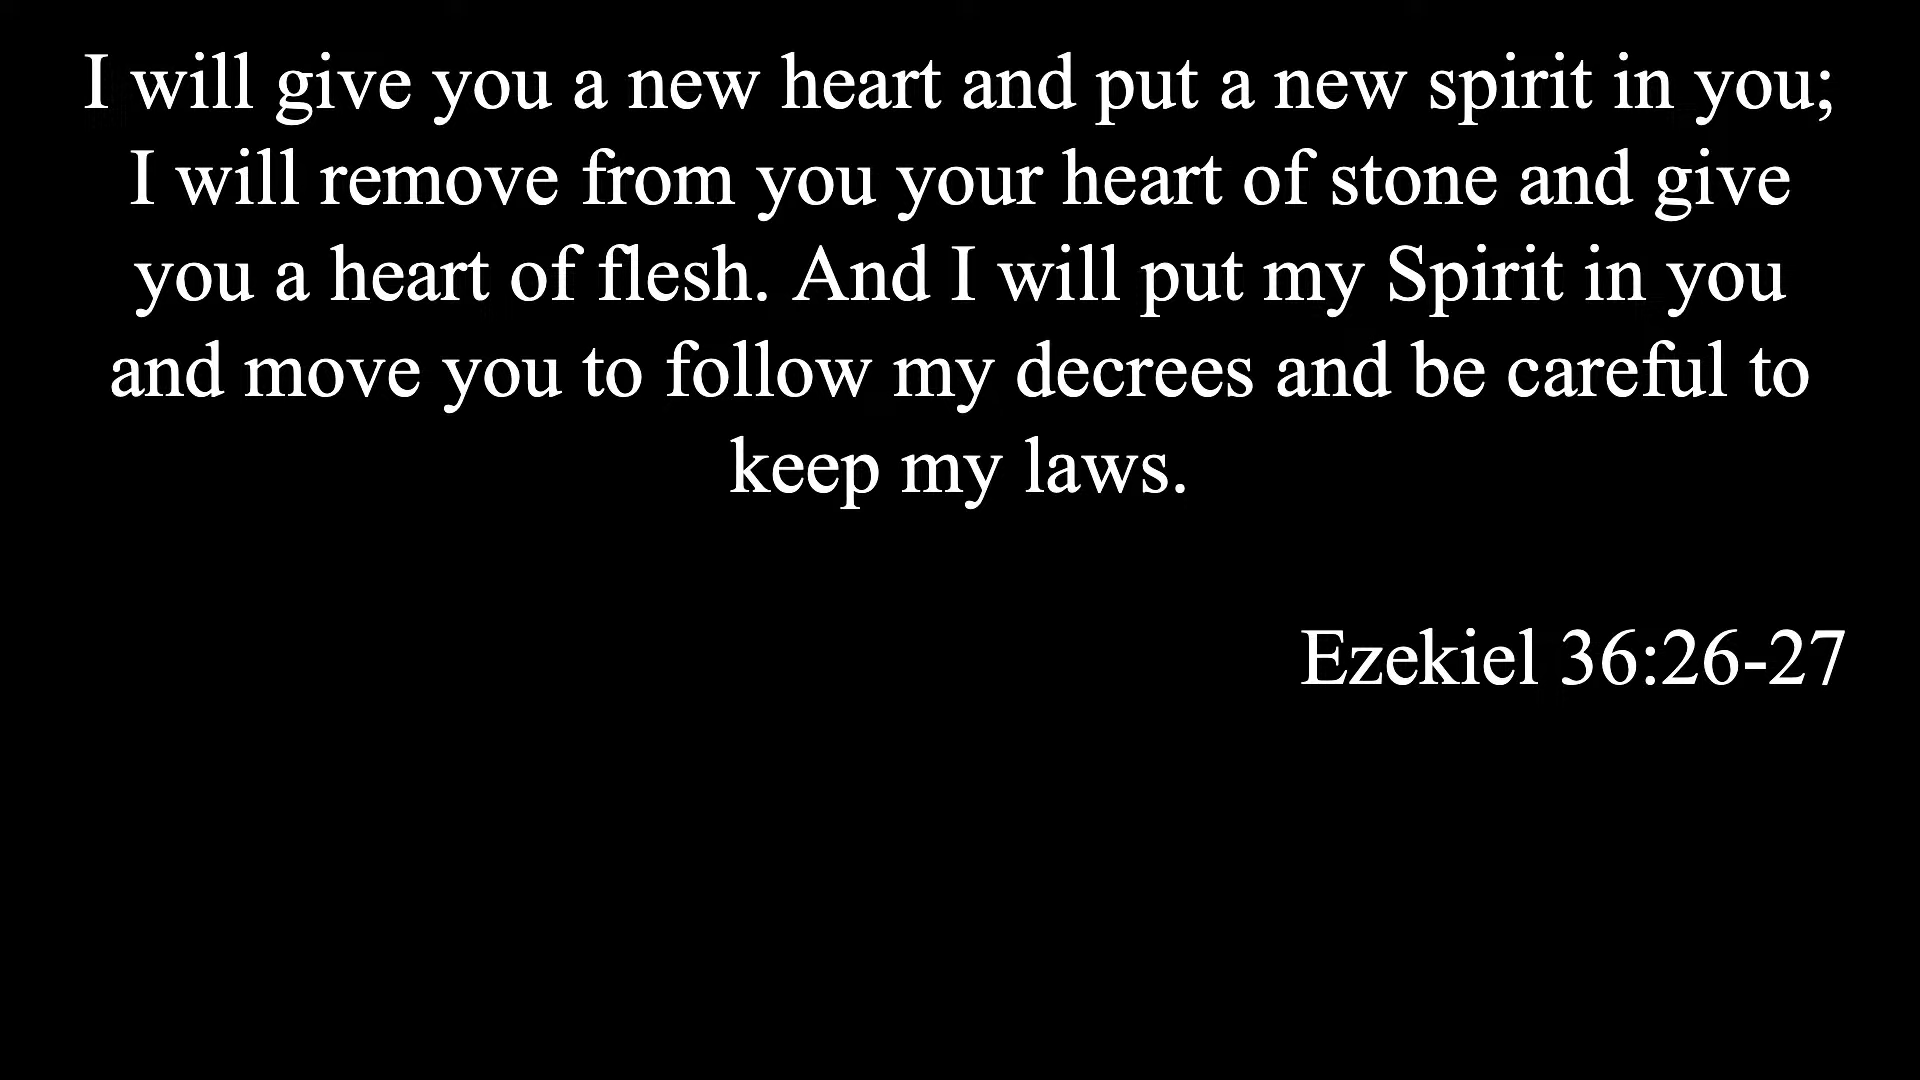 I will give you a new heart and put a new spirit in you;
I will remove from you your heart of stone and give
you a heart of flesh. And I will put my Spirit in you
and move you to follow my decrees and be careful to
keep my laws.
Ezekiel 36:26-27